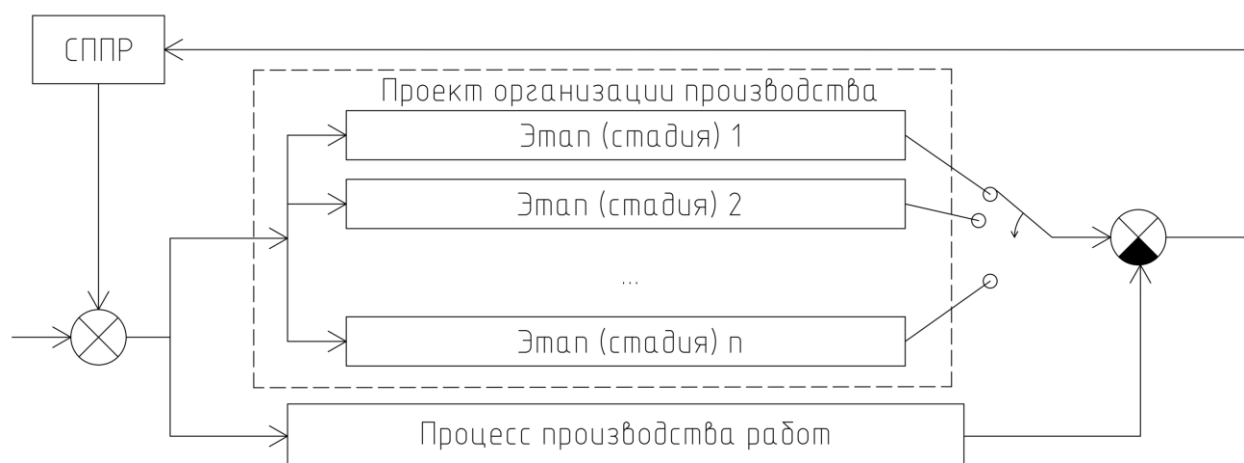 СППР
Проект организации производства
Этап (стадия) 1
Этап (стадия) 2
...
Этап (стадия) n
Процесс производства работ